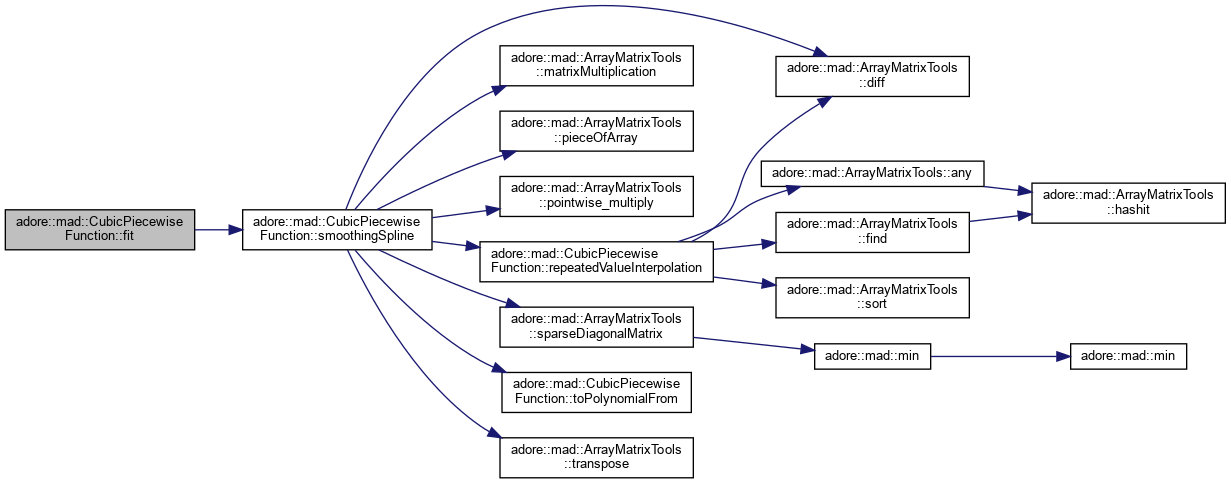 adore::mad::CubicPiecewise
Function::fit
adore::mad::CubicPiecewise
Function::smoothingSpline
adore::mad::ArrayMatrixTools
::matrixMultiplication
adore::mad::ArrayMatrixTools
::pieceOfArray
adore::mad::ArrayMatrixTools
::pointwise_multiply
adore::mad::CubicPiecewise
Function::repeatedValueInterpolation
adore::mad::ArrayMatrixTools
::sparseDiagonalMatrix
adore::mad::CubicPiecewise
Function::toPolynomialFrom
adore::mad::ArrayMatrixTools
::transpose
adore::mad::ArrayMatrixTools
::diff
adore::mad::ArrayMatrixTools::any
adore::mad::ArrayMatrixTools
::find
adore::mad::ArrayMatrixTools
::sort
adore::mad::min
adore::mad::ArrayMatrixTools
::hashit
adore::mad::min